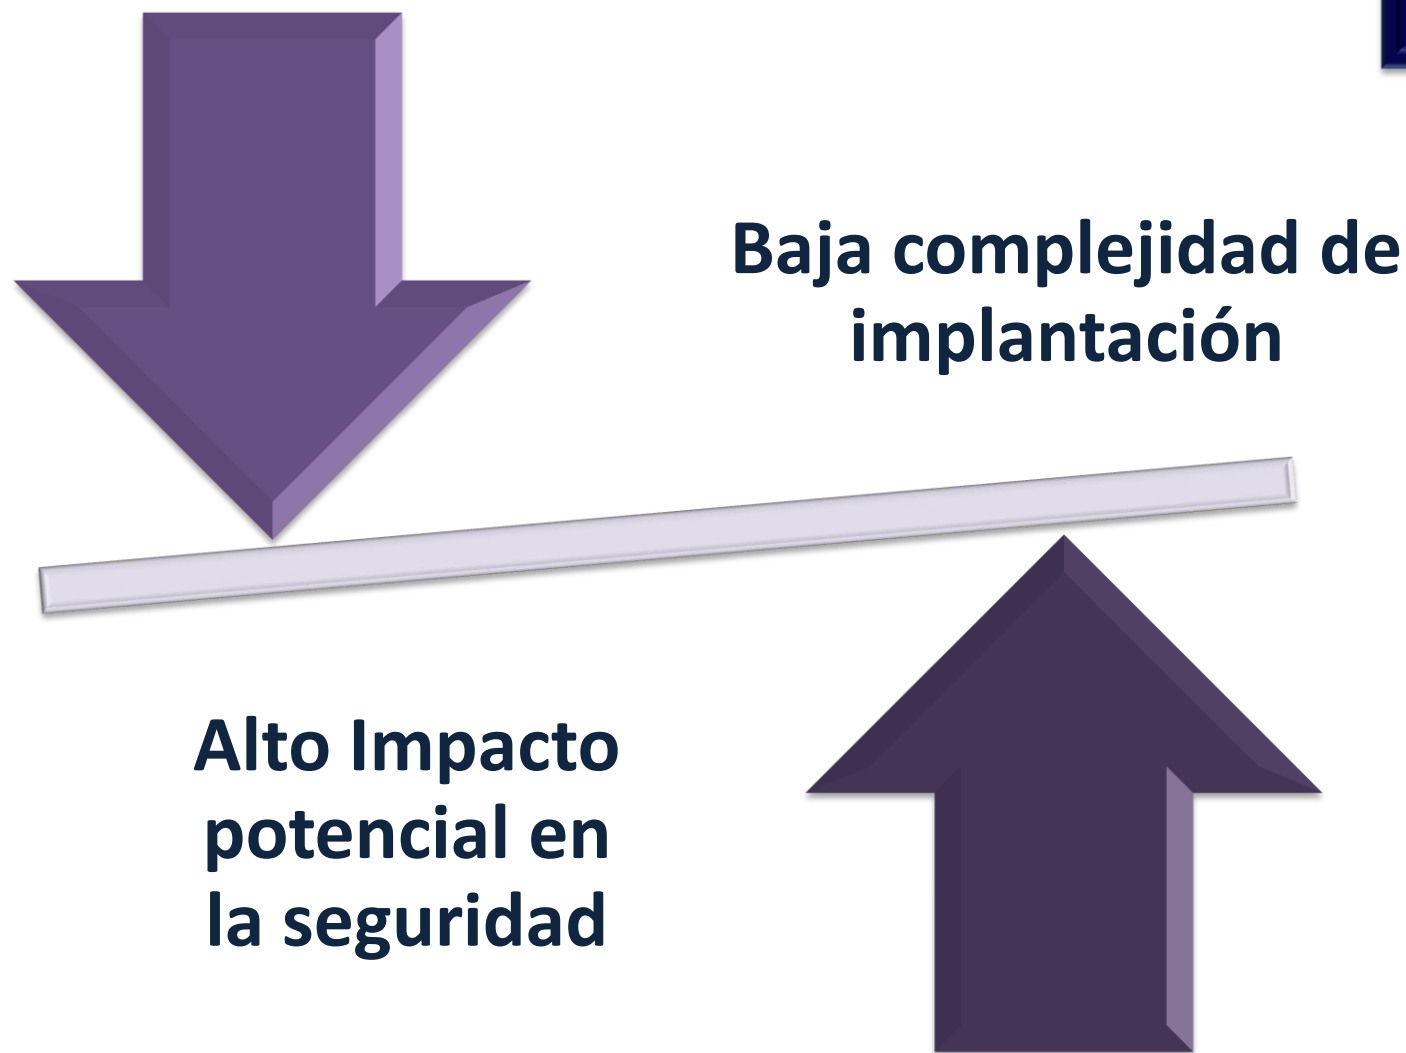 Baja complejidad de
implantación
Alto Impacto
potencial en
la seguridad